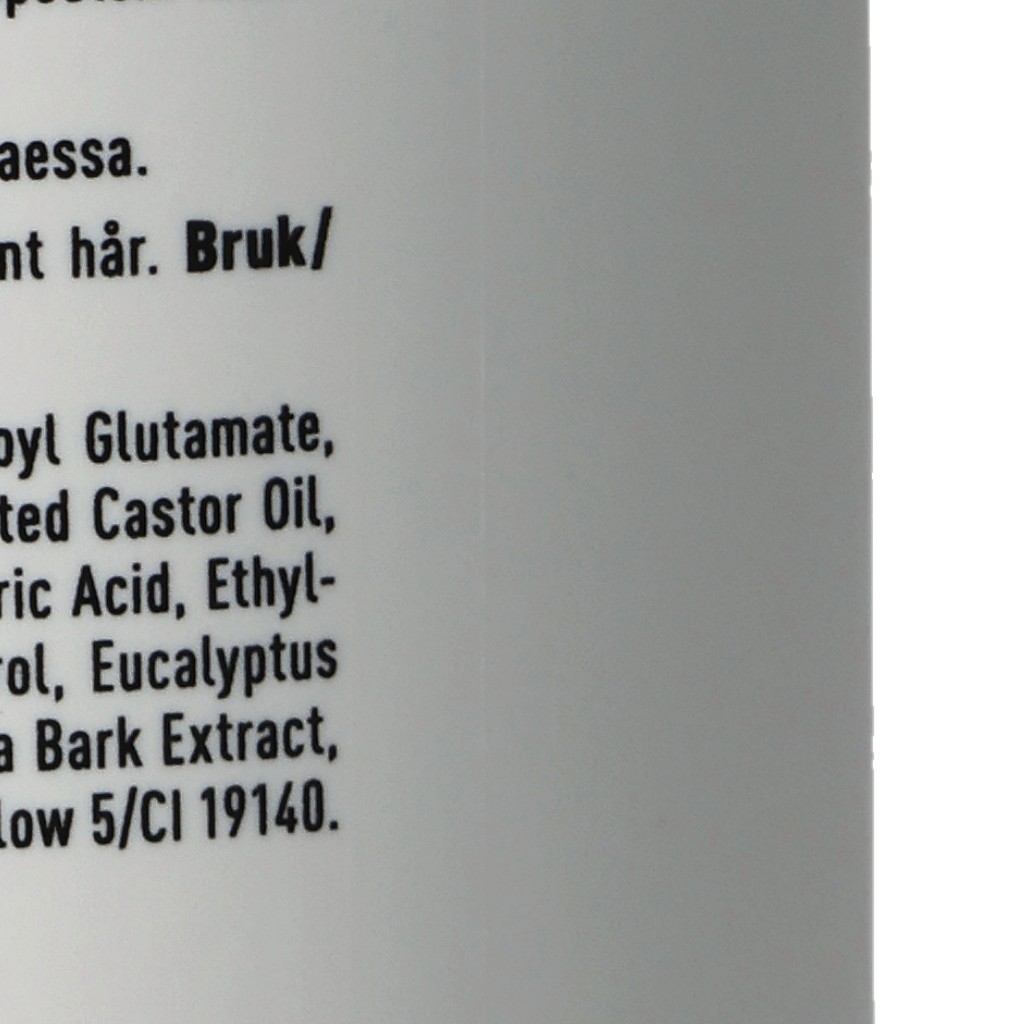 aessa.
nt hår. Bruk/
oyl Glutamate,
ted Castor Oil,
ric Acid, Ethyl-
rol, Eucalyptus
a Bark Extract,
low 5/CI 19140.